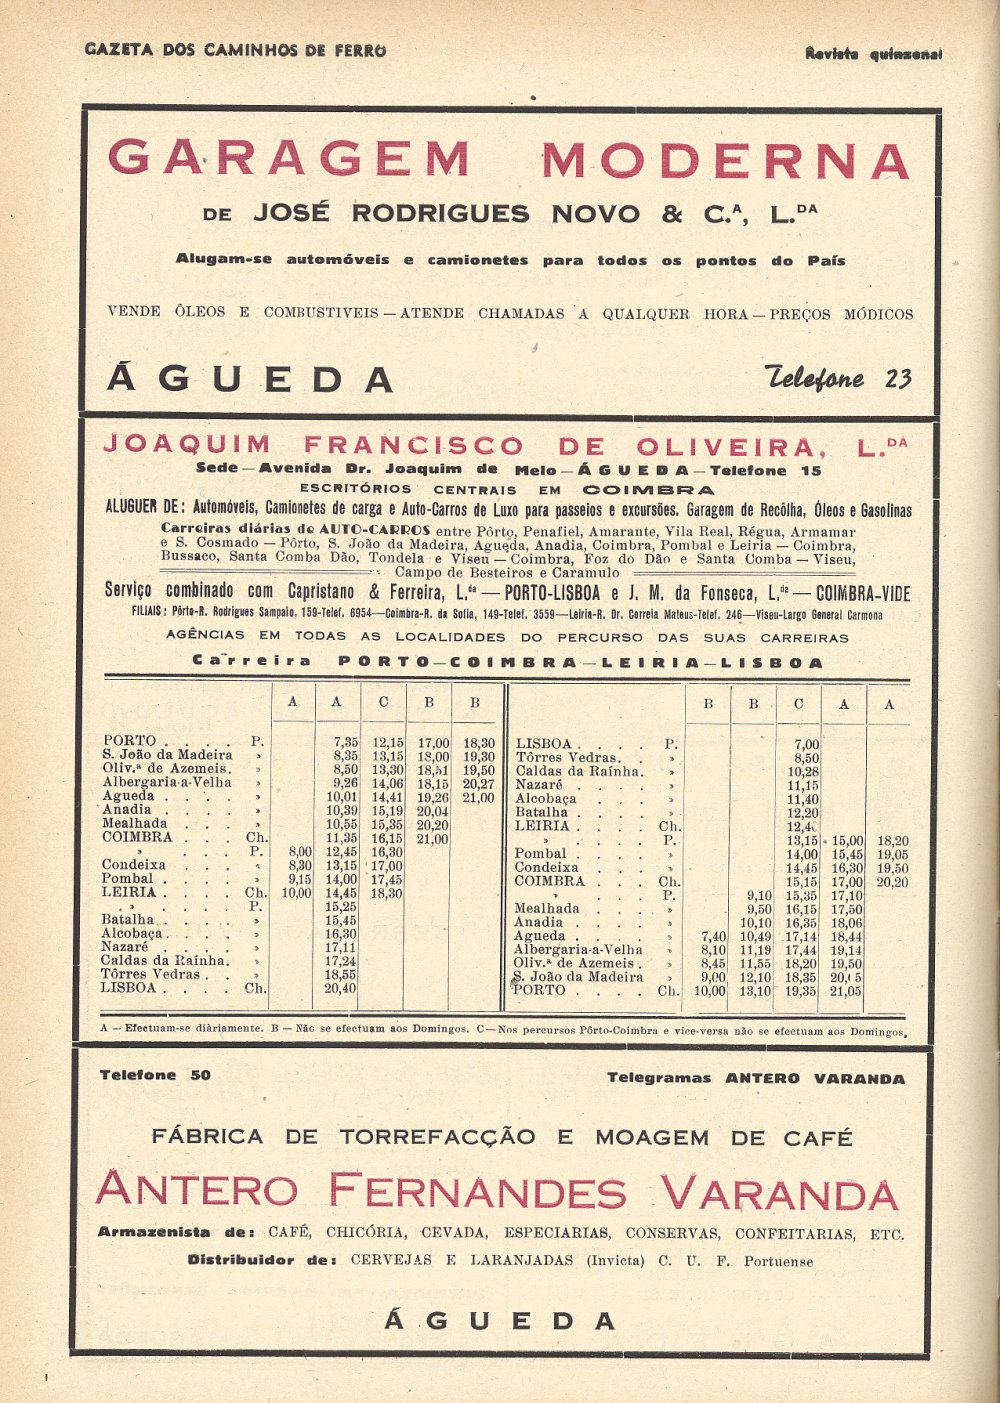 GAZETA DOS CAMINHOS DE FERRO
Revista quinzenal
GARAGEM MODERNA
DE JOSÉ RODRIGUES NOVO & C.A, L.DA
Alugam-se automóveis e camionetes para todos os pontos do País
VENDE ÔLEOS E COMBUSTIVEIS — ATENDE CHAMADAS A QUALQUER HORA — PREÇOS MÓDICOS
ÁGUEDA Telefone 23
JOAQUIM FRANCISCO DE OLIVEIRA, L.DA
Sede — Avenida Dr. Joaquim de Melo — ÁGUEDA — Telefone 15
ESCRITÓRIOS CENTRAIS EM COIMBRA
ALUGUER DE: Automóveis, Camionetes de carga e Auto-Carros de Luxo para passeios e excursões. Garagem de Recôlha, Óleos e Gasolinas
Carreiras diárias de AUTO-CARROS entre Pôrto, Penafiel, Amarante, Vila Real, Régua, Armamar
e S. Cosmado — Pôrto, S. João da Madeira, Agueda, Anadia, Coimbra, Pombal e Leiria — Coimbra,
Bussaco, Santa Comba Dão, Tondela e Viseu — Coimbra, Foz do Dão e Santa Comba — Viseu,
Campo de Besteiros e Caramulo
Serviço combinado com Capristano & Ferreira, L.da — PORTO-LISBOA e J. M. da Fonseca, L.da — COIMBRA-VIDE
FILIAIS: Pôrto-R. Rodrigues Sampaio, 159-Telef. 6954—Coimbra-R. da Sofia, 149-Telef. 3559—Leiria-R. Dr. Correia Mateus-Telef. 246—Viseu-Largo General Carmona
AGÊNCIAS EM TODAS AS LOCALIDADES DO PERCURSO DAS SUAS CARREIRAS
Carreira PORTO—COIMBRA—LEIRIA—LISBOA
A A C B B
PORTO . . . . P. 7,35 12,15 17,00 18,30
S. João da Madeira » 8,35 13,15 18,00 19,30
Oliv.ª de Azemeis. » 8,50 13,30 18,51 19,50
Albergaria-a-Velha » 9,26 14,06 18,15 20,27
Agueda . . . . » 10,01 14,41 19,26 21,00
Anadia . . . . » 10,39 15,19 20,04
Mealhada . . . » 10,55 15,35 20,20
COIMBRA . . . Ch. 11,35 16,15 21,00
» . . . P. 8,00 12,45 16,30
Condeixa . . . « 8,30 13,15 17,00
Pombal . . . . » 9,15 14,00 17,45
LEIRIA . . . . Ch. 10,00 14,45 18,30
» . . . . P. 15,25
Batalha . . . . » 15,45
Alcobaça . . . . » 16,30
Nazaré . . . . » 17,11
Caldas da Raínha. » 17,24
Tôrres Vedras . . » 18,55
LISBOA . . . . Ch. 20,40
B B C A A
LISBOA . . . . P. 7,00
Tôrres Vedras. . » 8,50
Caldas da Raínha. » 10,28
Nazaré . . . . » 11,15
Alcobaça . . . » 11,40
Batalha . . . . » 12,20
LEIRIA . . . . Ch.
» . . . . P. 13,15 15,00 18,20
Pombal . . . . » 14,00 15,45 19,05
Condeixa . . . » 14,45 16,30 19,50
COIMBRA . . . Ch. 15,15 17,00 20,20
» . . . P. 9,10 15,35 17,10
Mealhada . . . » 9,50 16,15 17,50
Anadia . . . . » 10,10 16,35 18,06
Agueda . . . . » 7,40 10,49 17,14 18,44
Albergaria-a-Velha » 8,10 11,19 17,44 19,14
Oliv.ª de Azemeis . » 8,45 11,55 18,20 19,50
S. João da Madeira » 9,00 12,10 18,35
PORTO . . . . Ch. 10,00 13,10 19,35 21,05
A — Efectuam-se diàriamente. B — Não se efectuam aos Domingos. C — Nos percursos Pôrto-Coimbra e vice-versa não se efectuam aos Domingos.
Telefone 50 Telegramas ANTERO VARANDA
FÁBRICA DE TORREFACÇÃO E MOAGEM DE CAFÉ
ANTERO FERNANDES VARANDA
Armazenista de: CAFÉ, CHICÓRIA, CEVADA, ESPECIARIAS, CONSERVAS, CONFEITARIAS, ETC.
Distribuidor de: CERVEJAS E LARANJADAS (Invicta) C. U. F. Portuense
ÁGUEDA